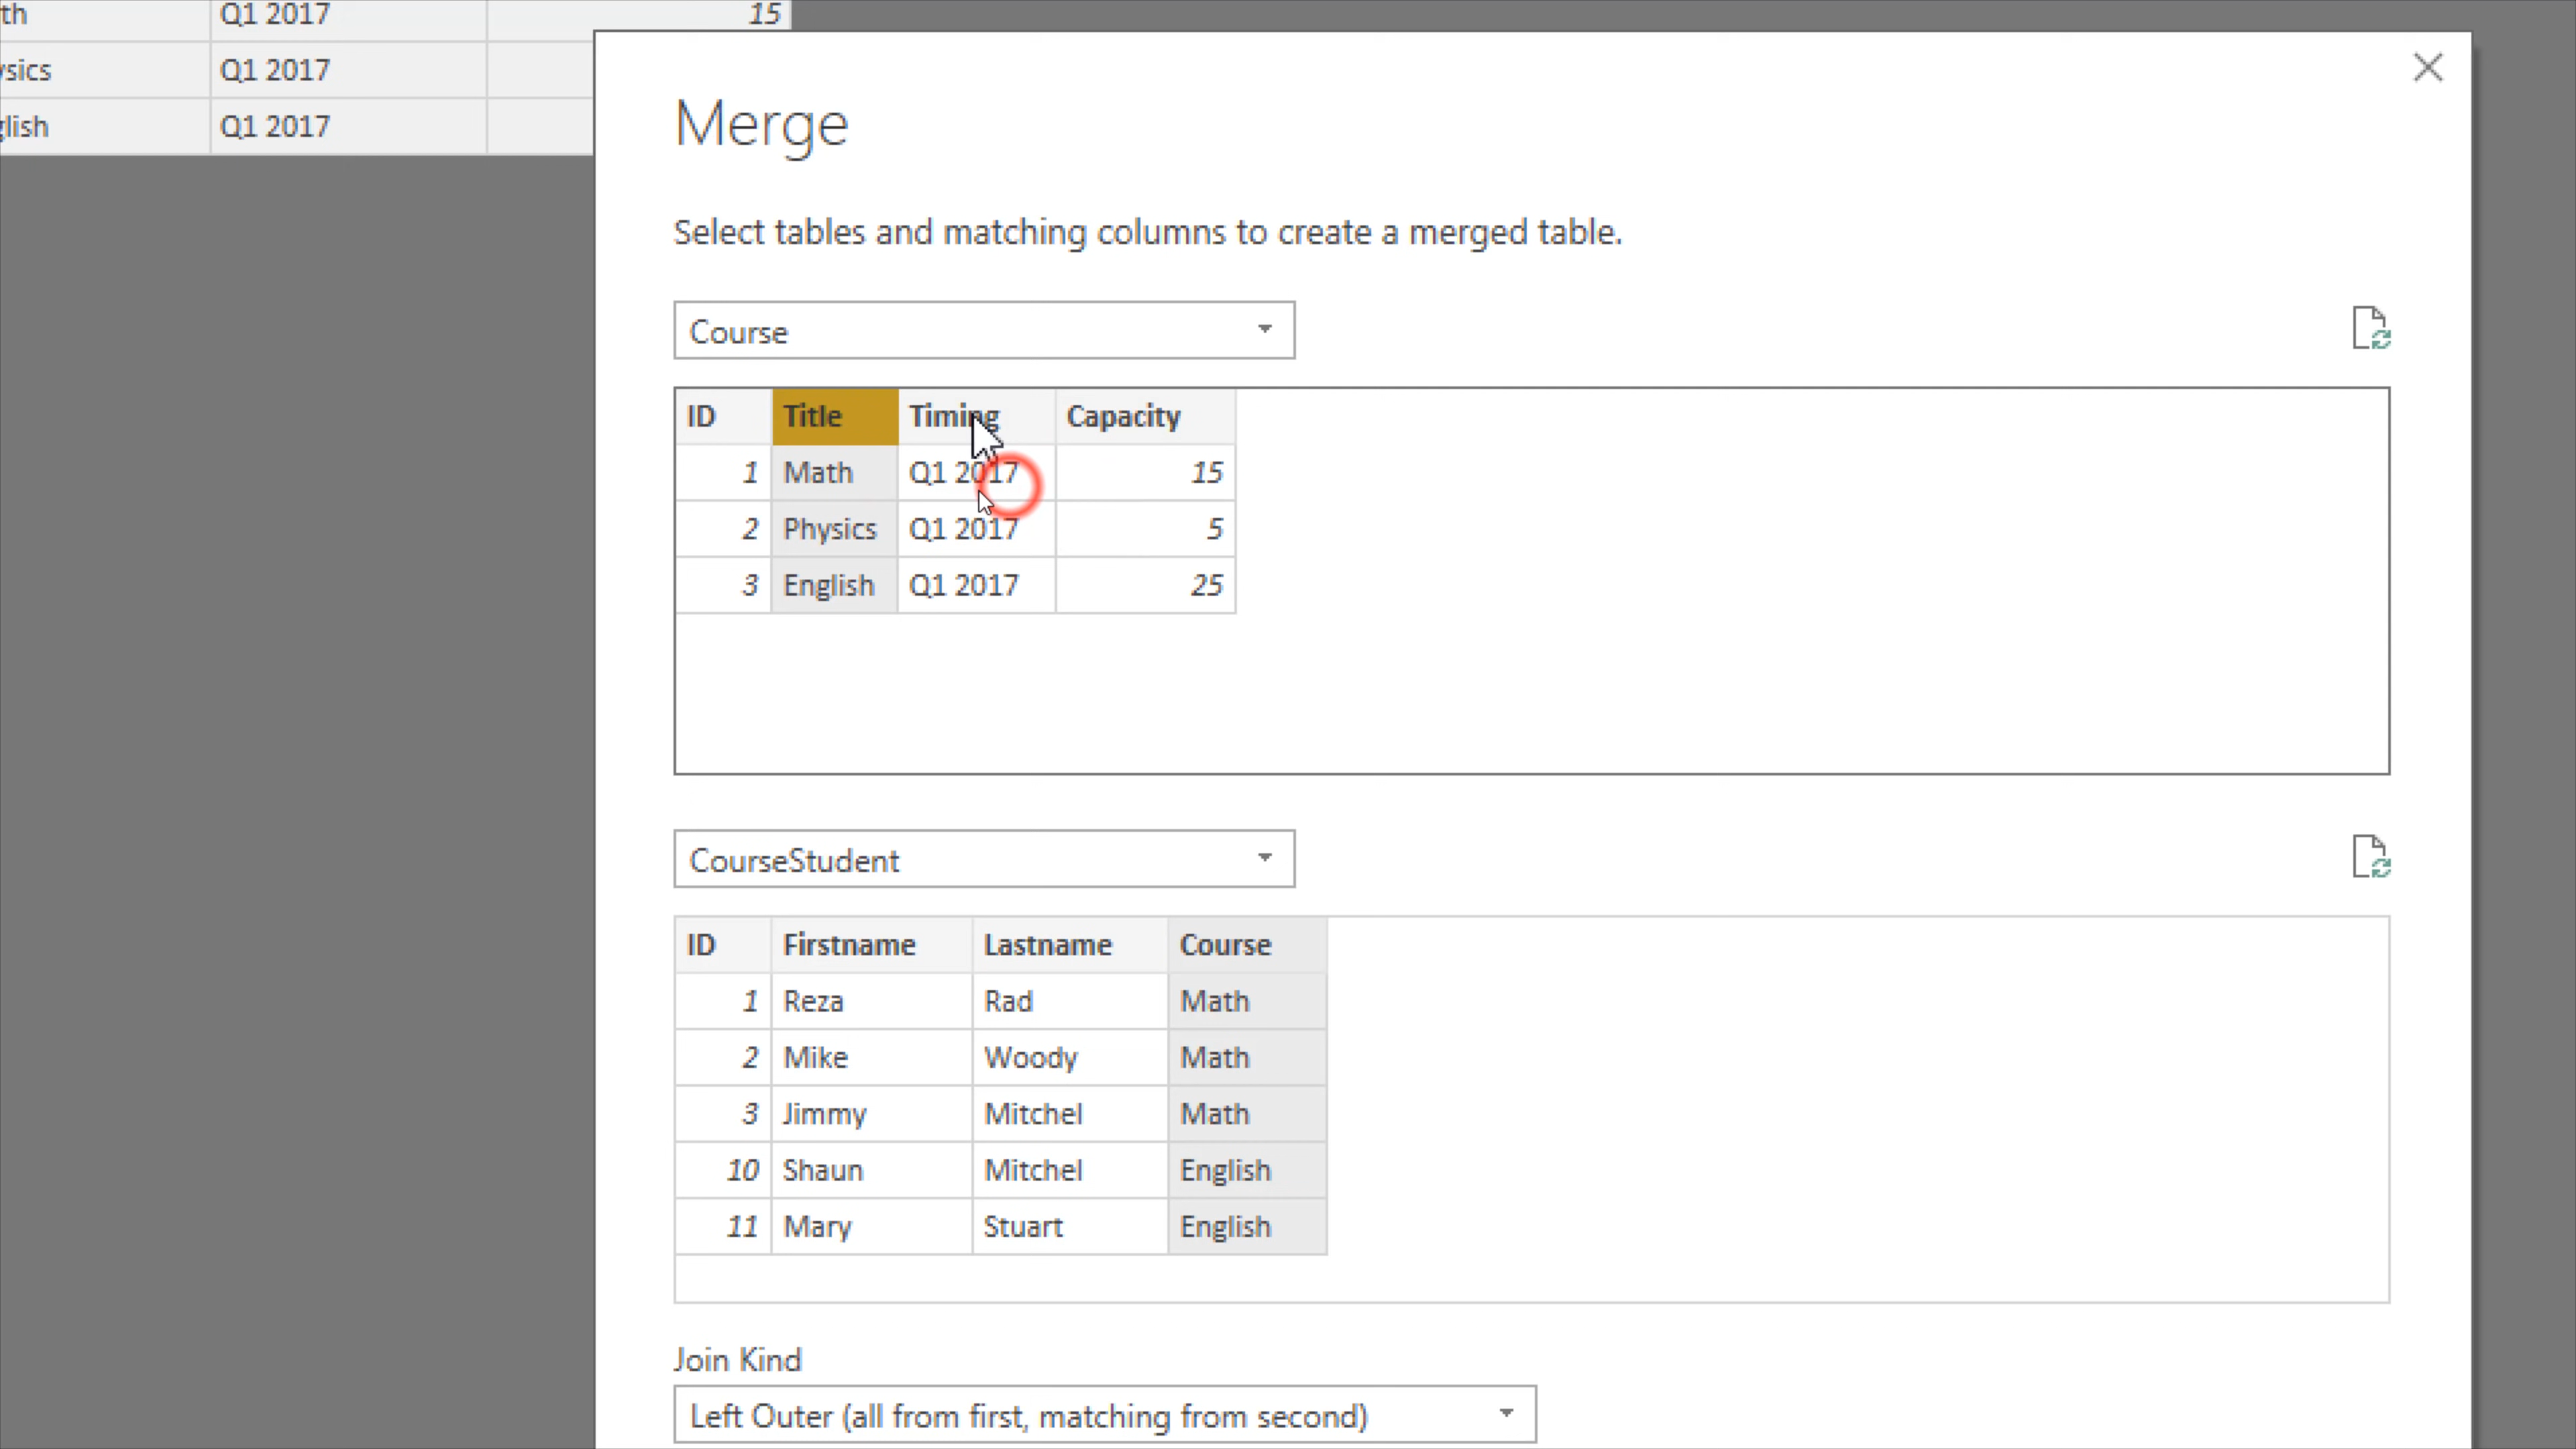 th Q1 2017 15
ysics Q1 2017
glish Q1 2017
Merge
Select tables and matching columns to create a merged table.
Course
ID Title Timing Capacity
1 Math Q1 2017 15
2 Physics Q1 2017 5
3 English Q1 2017 25
CourseStudent
ID Firstname Lastname Course
1 Reza Rad Math
2 Mike Woody Math
3 Jimmy Mitchel Math
10 Shaun Mitchel English
11 Mary Stuart English
Join Kind
Left Outer (all from first, matching from second)